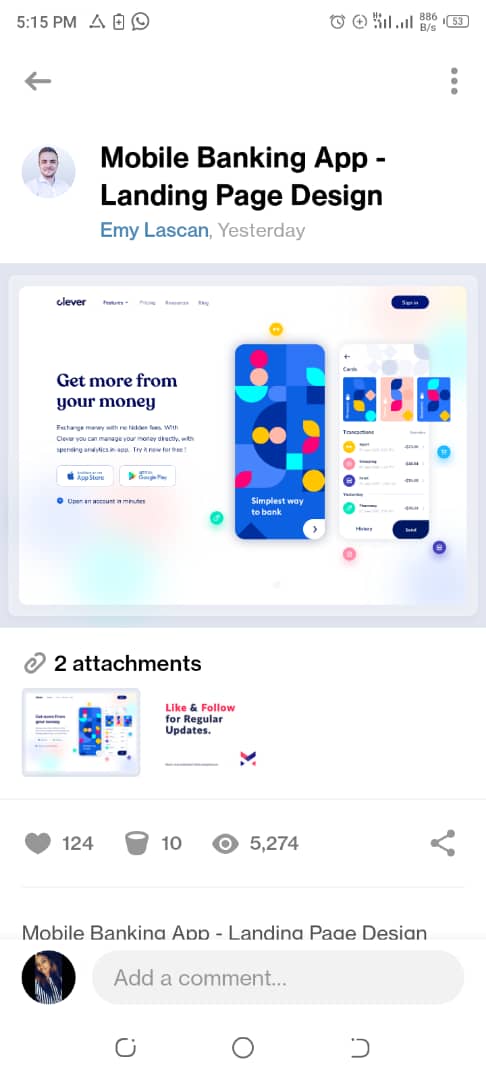 5:15 PM
886 B/s
53
Mobile Banking App -
Landing Page Design
Emy Lascan, Yesterday
clever
Features
Pricing
Resources
Blog
Sign in
Get more from
your money
Exchange money with no hidden fees. With
Clever you can manage your money directly, with
spending analytics in-app. Try it now for free!
App Store
Google Play
Open an account in minutes
Simplest way
to bank
Cards
Transactions
Yesterday
History
Send
2 attachments
Like & Follow
for Regular
Updates.
124
10
5,274
Mobile Banking App - Landing Page Design
Add a comment...